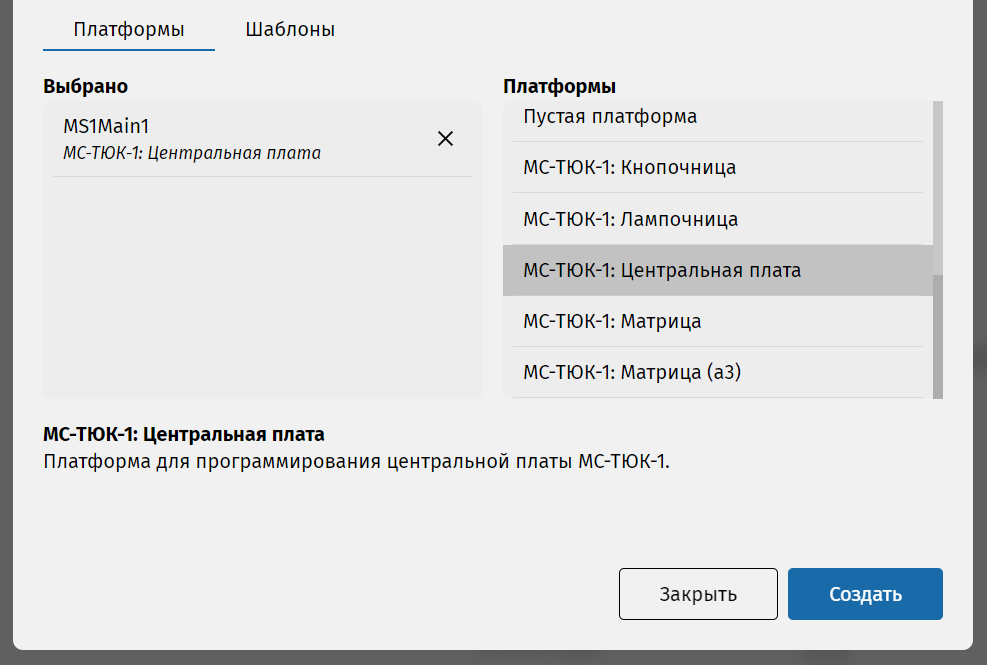 Платформы
Шаблоны
Выбрано
MS1Main1
МС-ТЮК-1: Центральная плата
Платформы
Пустая платформа
МС-ТЮК-1: Кнопочница
МС-ТЮК-1: Лампочница
МС-ТЮК-1: Центральная плата
МС-ТЮК-1: Матрица
МС-ТЮК-1: Матрица (а3)
МС-ТЮК-1: Центральная плата
Платформа для программирования центральной платы МС-ТЮК-1.
Закрыть
Создать